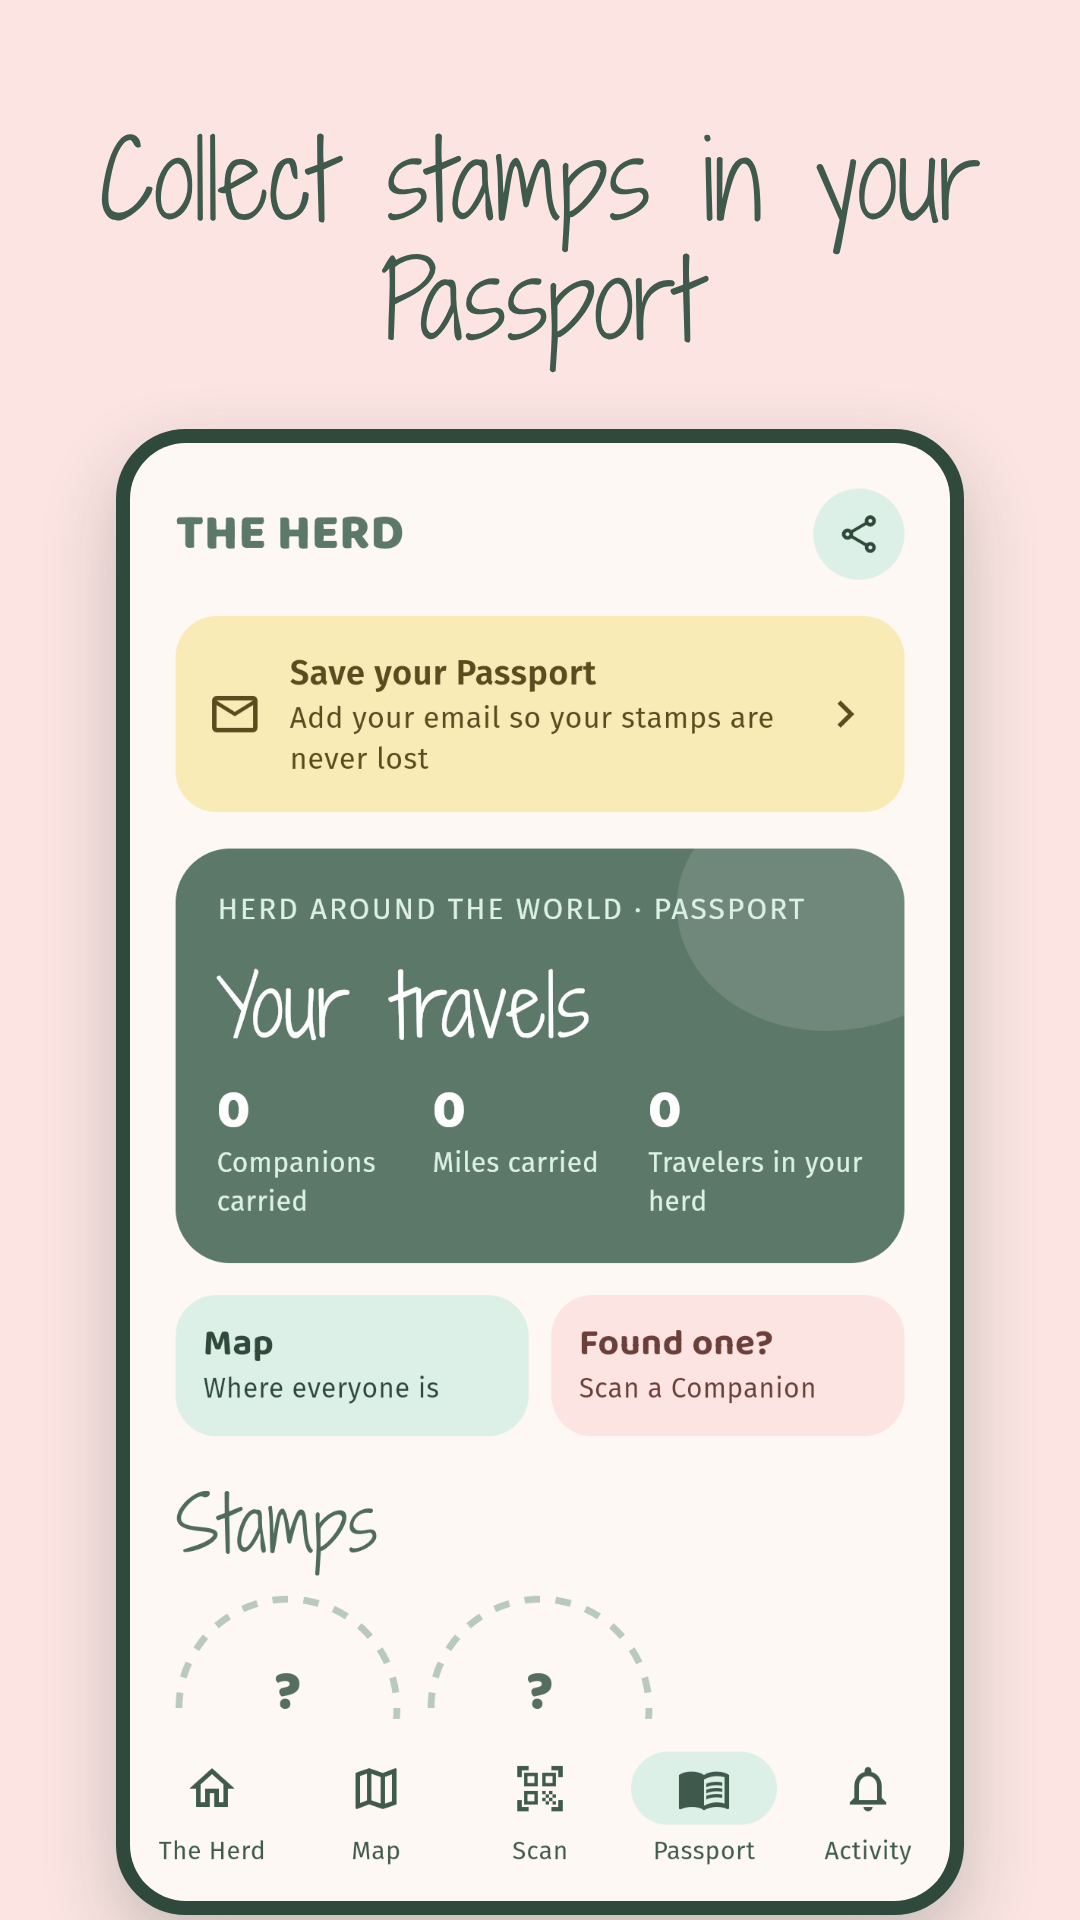 Collect stamps in your
Passport
THE HERD
Save your Passport
Add your email so your stamps are
never lost
HERD AROUND THE WORLD · PASSPORT
Your travels
0 0 0
Companions carried
Miles carried
Travelers in your herd
Map
Where everyone is
Found one?
Scan a Companion
Stamps
? ?
The Herd Map Scan Passport Activity